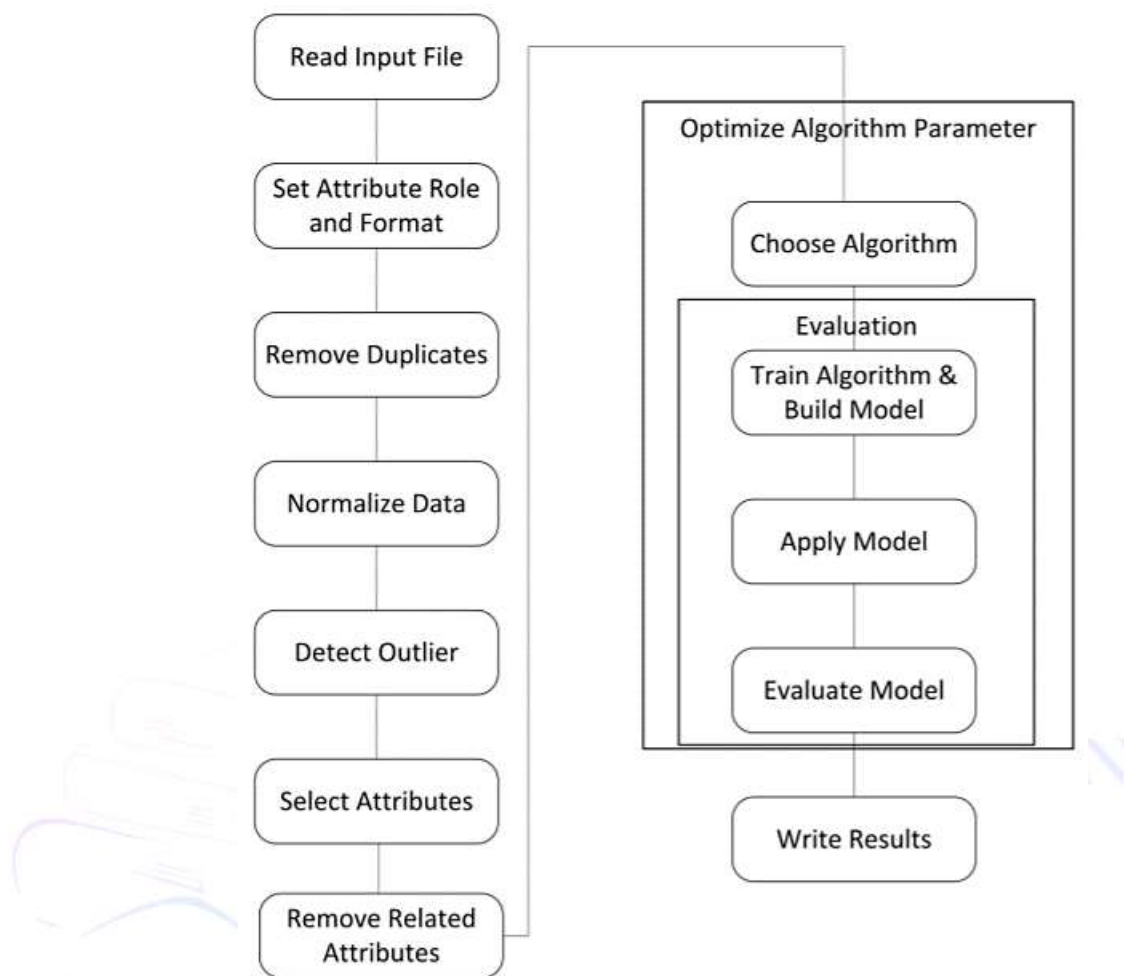 Read Input File
Set Attribute Role
and Format
Remove Duplicates
Normalize Data
Detect Outlier
Select Attributes
Remove Related
Attributes
Optimize Algorithm Parameter
Choose Algorithm
Evaluation
Train Algorithm &
Build Model
Apply Model
Evaluate Model
Write Results